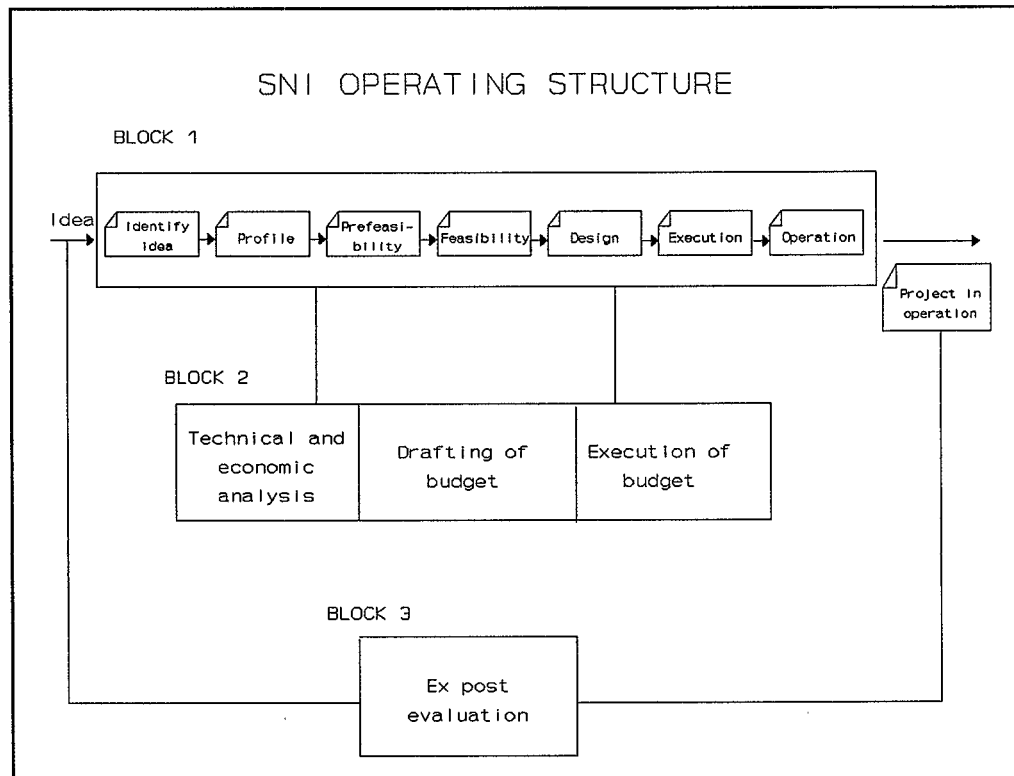 SNI OPERATING STRUCTURE
BLOCK 1
Idea
Identify
idea
Profile
Prefeasi-
bility
Feasibility
Design
Execution
Operation
Project in
operation
BLOCK 2
Technical and
economic
analysis
Drafting of
budget
Execution of
budget
BLOCK 3
Ex post
evaluation